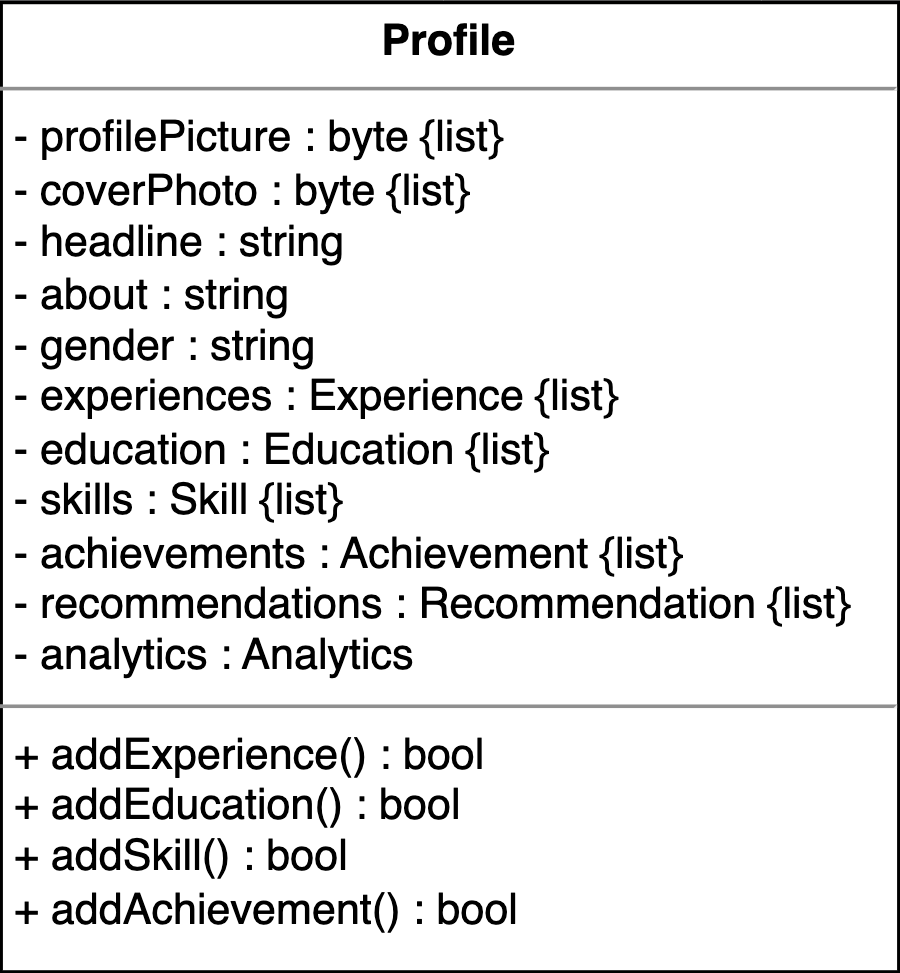 Profile
- profilePicture : byte {list}
- coverPhoto : byte {list}
- headline : string
- about : string
- gender : string
- experiences : Experience {list}
- education : Education {list}
- skills : Skill {list}
- achievements : Achievement {list}
- recommendations : Recommendation {list}
- analytics : Analytics
+ addExperience() : bool
+ addEducation() : bool
+ addSkill() : bool
+ addAchievement() : bool